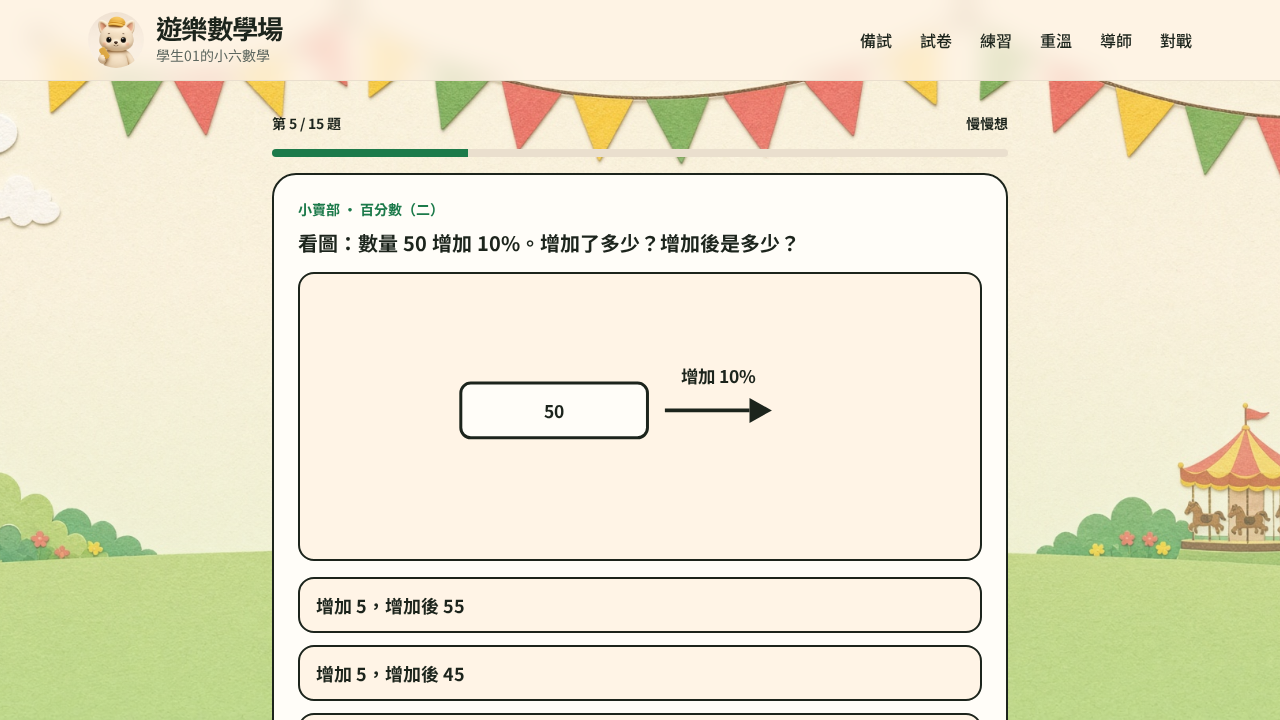 遊樂數學場
學生01的小六數學
備試
試卷
練習
重溫
導師
對戰
第 5 / 15 題
慢慢想
小賣部 · 百分數（二）
看圖：數量 50 增加 10%。增加了多少？增加後是多少？
50
增加 10%
增加 5，增加後 55
增加 5，增加後 45